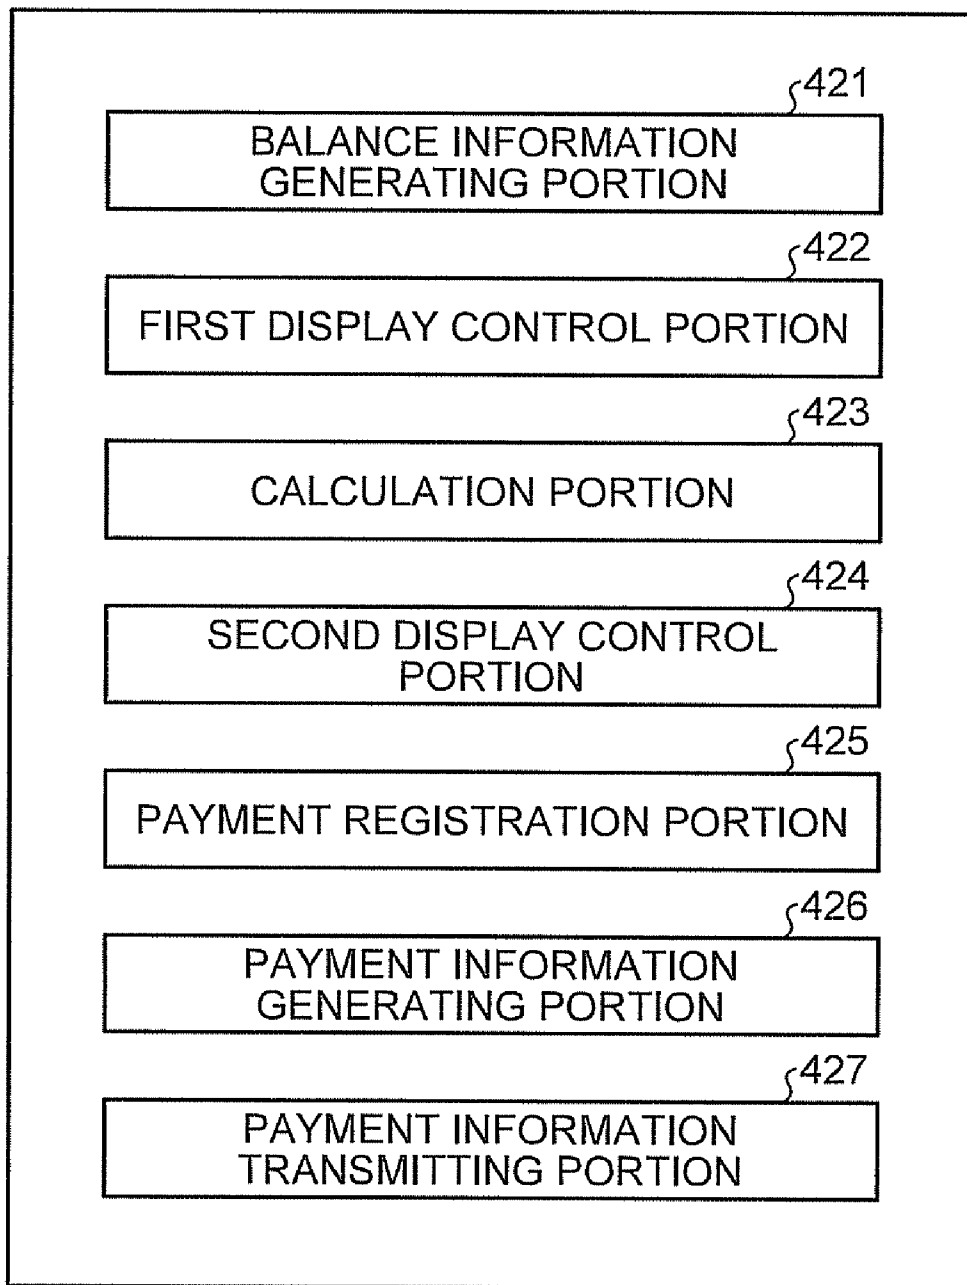 421
BALANCE INFORMATION
GENERATING PORTION
422
FIRST DISPLAY CONTROL PORTION
423
CALCULATION PORTION
424
SECOND DISPLAY CONTROL
PORTION
425
PAYMENT REGISTRATION PORTION
426
PAYMENT INFORMATION
GENERATING PORTION
427
PAYMENT INFORMATION
TRANSMITTING PORTION